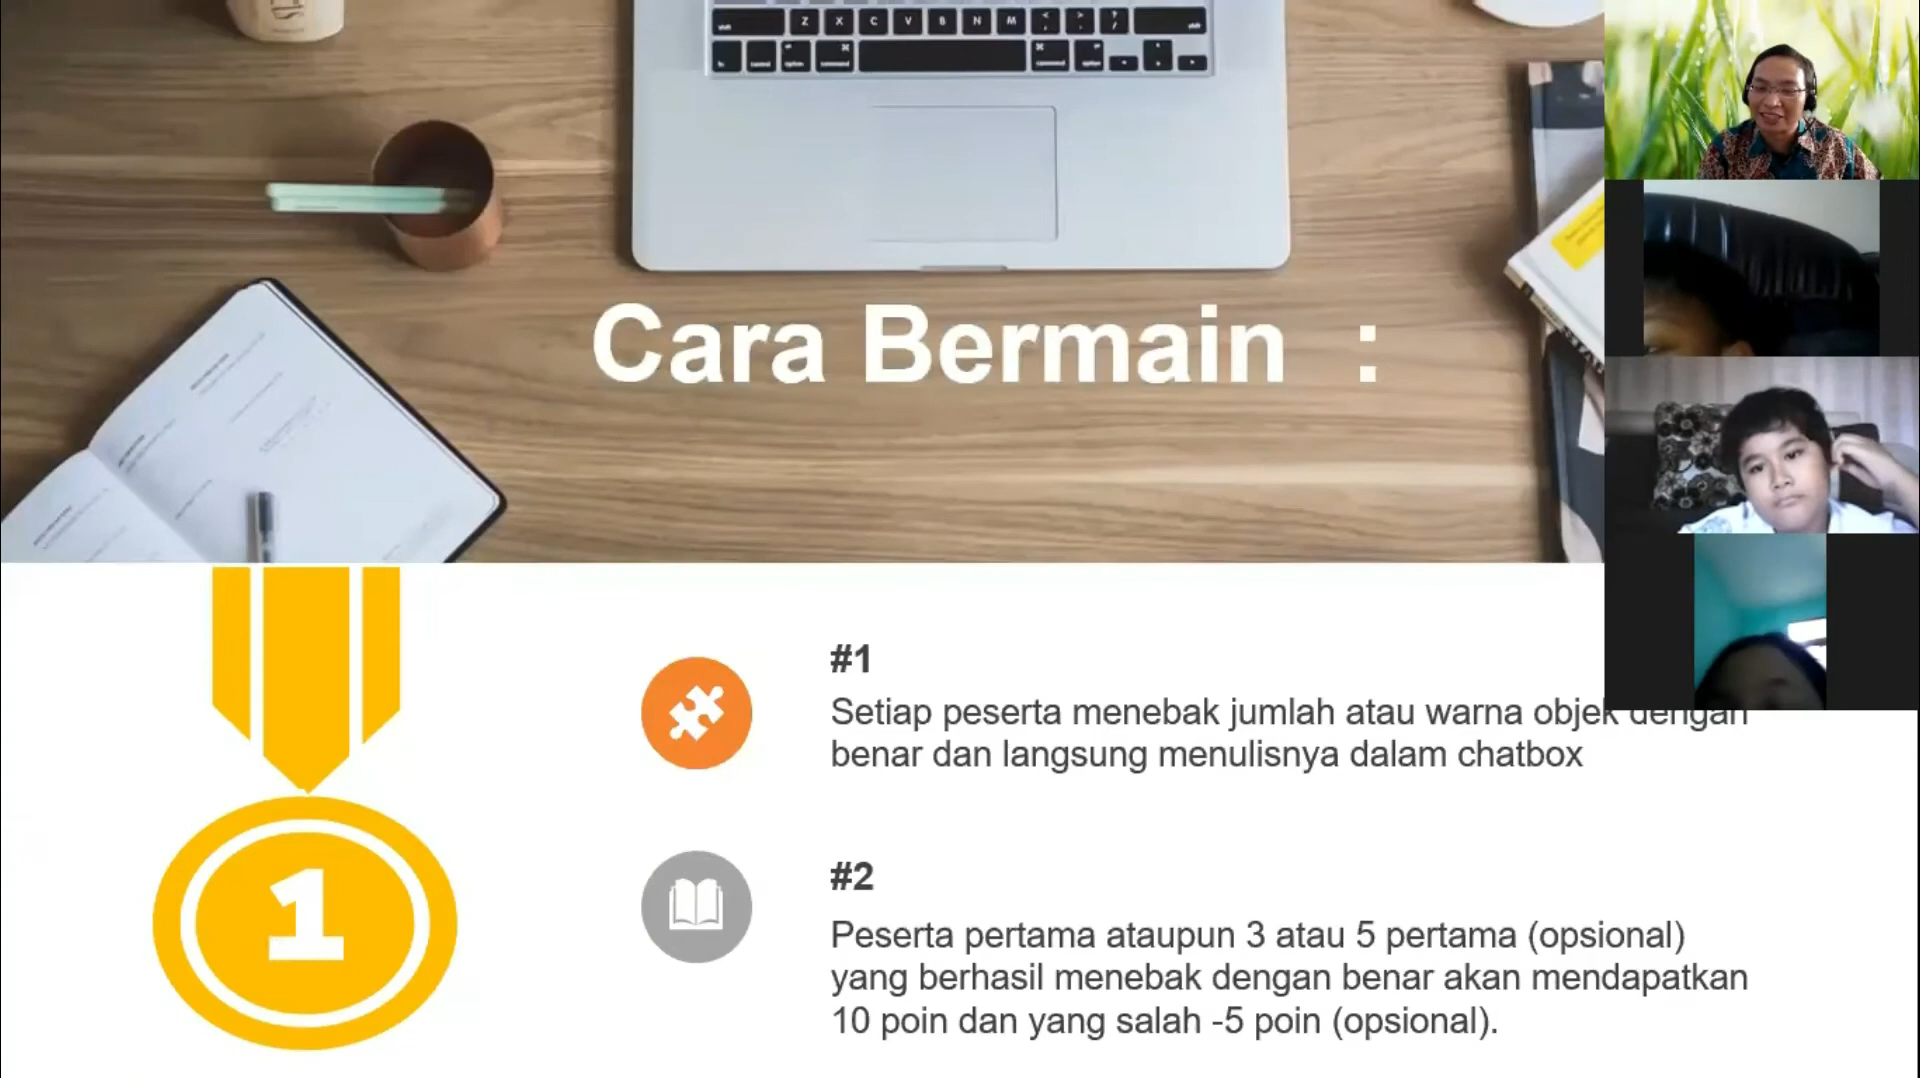 Z X C V B N M
Cara Bermain :
#1
Setiap peserta menebak jumlah atau warna objek dengan
benar dan langsung menulisnya dalam chatbox
1
#2
Peserta pertama ataupun 3 atau 5 pertama (opsional)
yang berhasil menebak dengan benar akan mendapatkan
10 poin dan yang salah -5 poin (opsional).